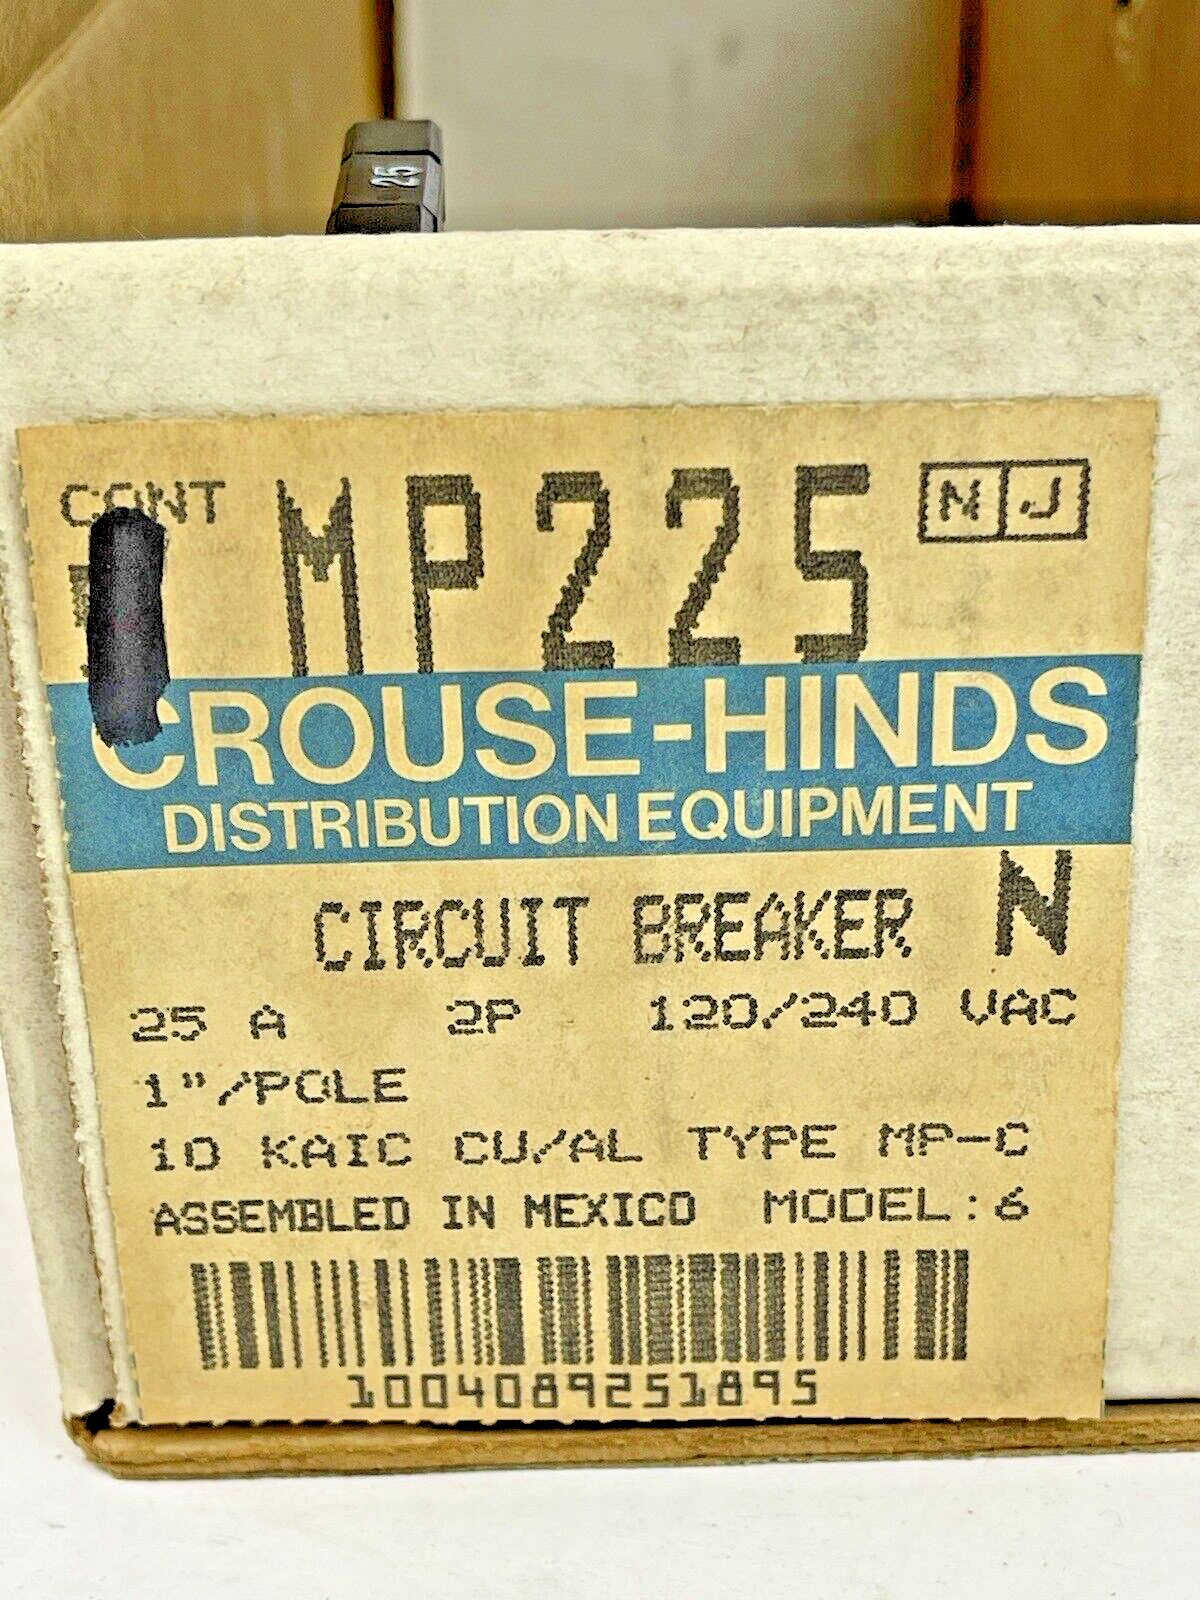 25
CONT MP225 N J
CROUSE-HINDS
DISTRIBUTION EQUIPMENT
CIRCUIT BREAKER N
25 A 2P 120/240 VAC
1"/POLE
10 KAIC CU/AL TYPE MP-C
ASSEMBLED IN MEXICO MODEL:6
1004089251895